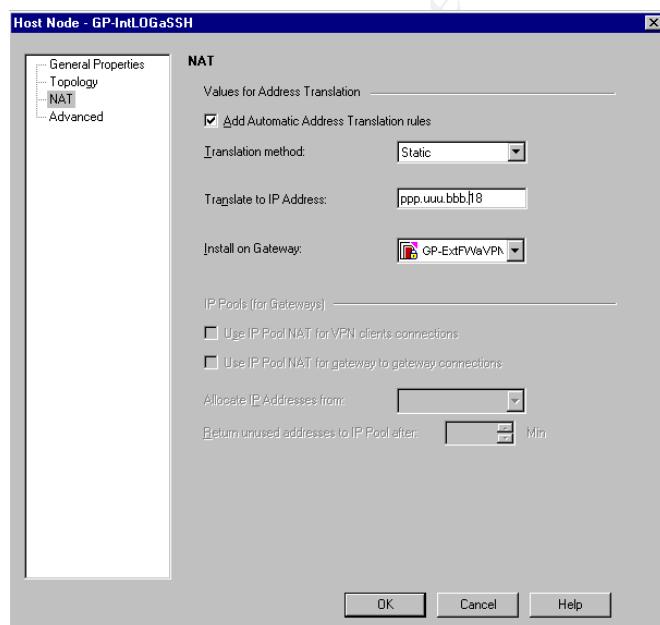 Host Node - GP-IntLOGaSSH
General Properties
Topology
NAT
Advanced
NAT
Values for Address Translation
Add Automatic Address Translation rules
Translation method: Static
Translate to IP Address: ppp.uuu.bbb.18
Install on Gateway: GP-ExtFWaVPN
IP Pools (for Gateways)
Use IP Pool NAT for VPN clients connections
Use IP Pool NAT for gateway to gateway connections
Allocate IP Addresses from:
Return unused addresses to IP Pool after: Min
OK Cancel Help